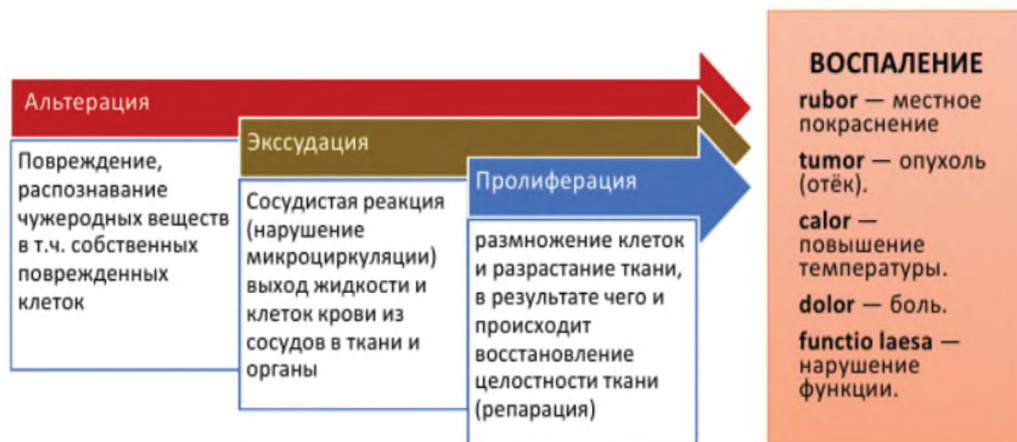 Альтерация
Повреждение,
распознавание
чужеродных веществ
в т.ч. собственных
поврежденных
клеток
Экссудация
Сосудистая реакция
(нарушение
микроциркуляции)
выход жидкости и
клеток крови из
сосудов в ткани и
органы
Пролиферация
размножение клеток
и разрастание ткани,
в результате чего и
происходит
восстановление
целостности ткани
(репарация)
ВОСПАЛЕНИЕ
rubor — местное
покраснение
tumor — опухоль
(отёк).
calor —
повышение
температуры.
dolor — боль.
functio laesa —
нарушение
функции.